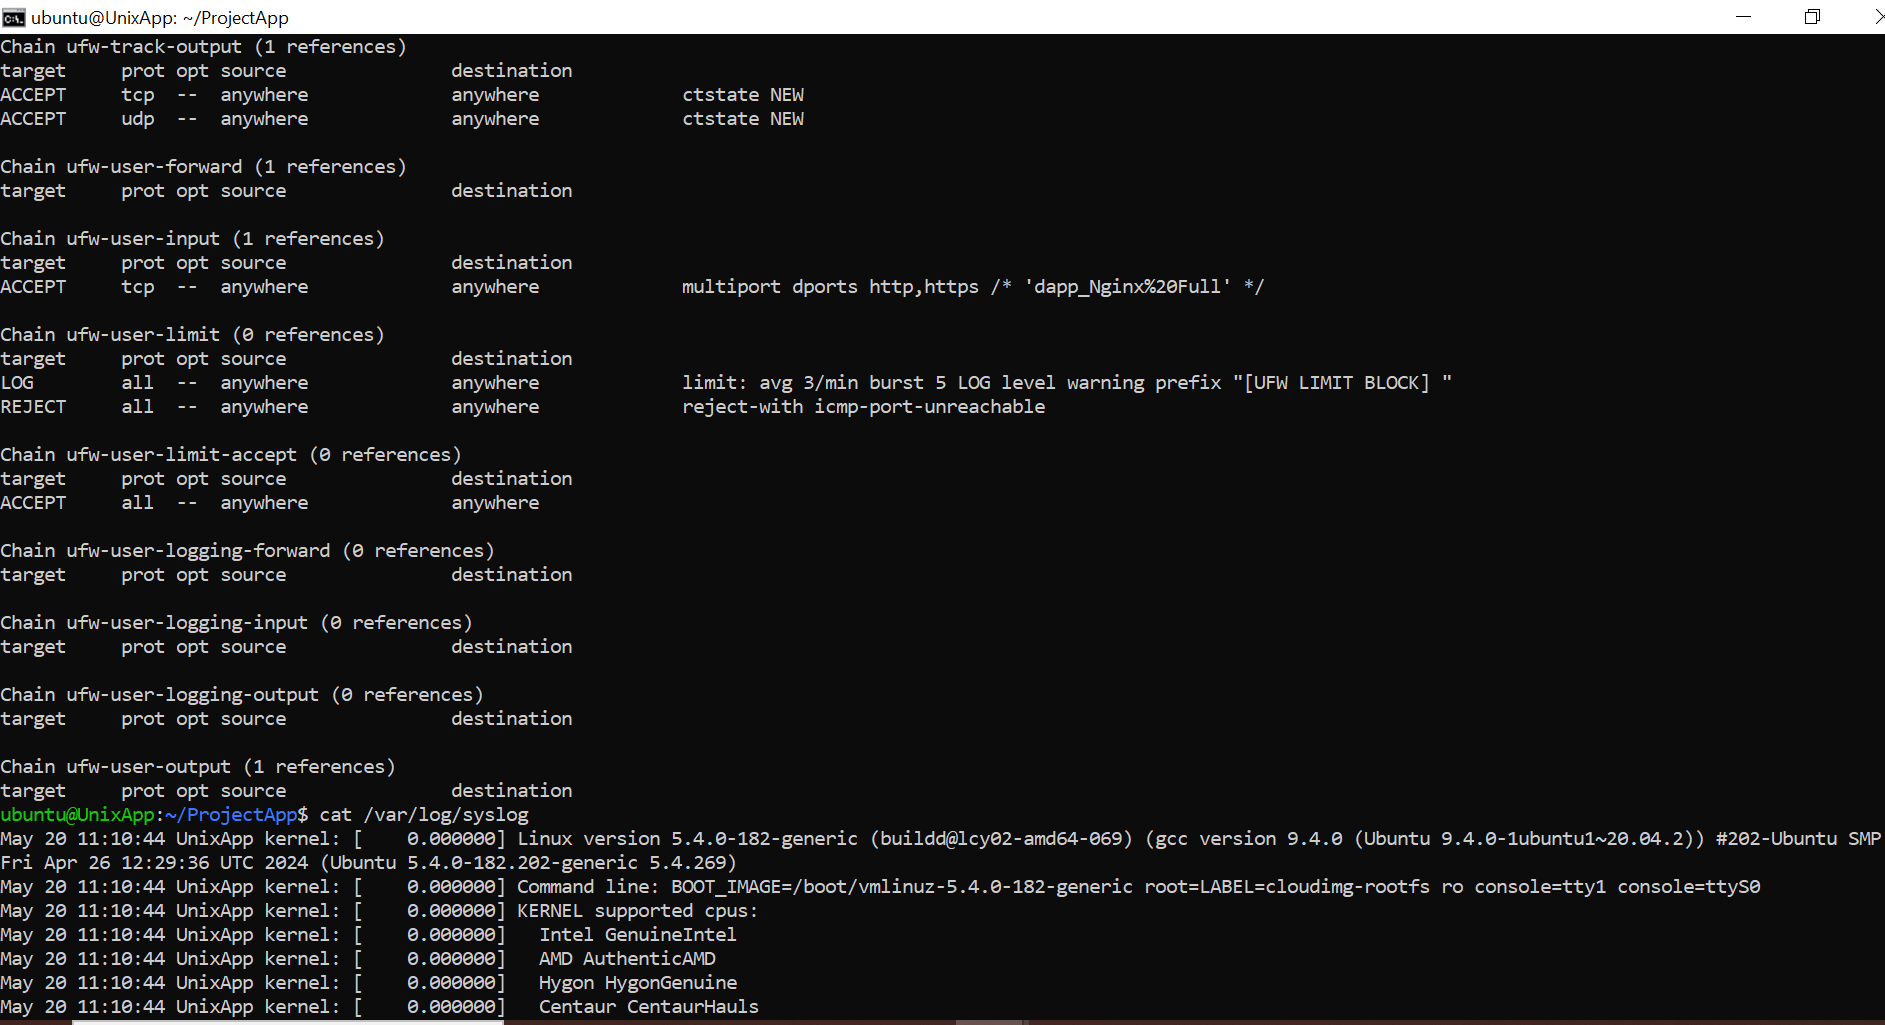 ubuntu@UnixApp: ~/ProjectApp
Chain ufw-track-output (1 references)
target     prot opt source               destination
ACCEPT     tcp  --  anywhere             anywhere             ctstate NEW
ACCEPT     udp  --  anywhere             anywhere             ctstate NEW
Chain ufw-user-forward (1 references)
target     prot opt source               destination
Chain ufw-user-input (1 references)
target     prot opt source               destination
ACCEPT     tcp  --  anywhere             anywhere             multiport dports http,https /* 'dapp_Nginx%20Full' */
Chain ufw-user-limit (0 references)
target     prot opt source               destination
LOG        all  --  anywhere             anywhere             limit: avg 3/min burst 5 LOG level warning prefix "[UFW LIMIT BLOCK] "
REJECT     all  --  anywhere             anywhere             reject-with icmp-port-unreachable
Chain ufw-user-limit-accept (0 references)
target     prot opt source               destination
ACCEPT     all  --  anywhere             anywhere
Chain ufw-user-logging-forward (0 references)
target     prot opt source               destination
Chain ufw-user-logging-input (0 references)
target     prot opt source               destination
Chain ufw-user-logging-output (0 references)
target     prot opt source               destination
Chain ufw-user-output (1 references)
target     prot opt source               destination
ubuntu@UnixApp:~/ProjectApp$ cat /var/log/syslog
May 20 11:10:44 UnixApp kernel: [    0.000000] Linux version 5.4.0-182-generic (buildd@lcy02-amd64-069) (gcc version 9.4.0 (Ubuntu 9.4.0-1ubuntu1~20.04.2)) #202-Ubuntu SMP
Fri Apr 26 12:29:36 UTC 2024 (Ubuntu 5.4.0-182.202-generic 5.4.269)
May 20 11:10:44 UnixApp kernel: [    0.000000] Command line: BOOT_IMAGE=/boot/vmlinuz-5.4.0-182-generic root=LABEL=cloudimg-rootfs ro console=tty1 console=ttyS0
May 20 11:10:44 UnixApp kernel: [    0.000000] KERNEL supported cpus:
May 20 11:10:44 UnixApp kernel: [    0.000000]   Intel GenuineIntel
May 20 11:10:44 UnixApp kernel: [    0.000000]   AMD AuthenticAMD
May 20 11:10:44 UnixApp kernel: [    0.000000]   Hygon HygonGenuine
May 20 11:10:44 UnixApp kernel: [    0.000000]   Centaur CentaurHauls